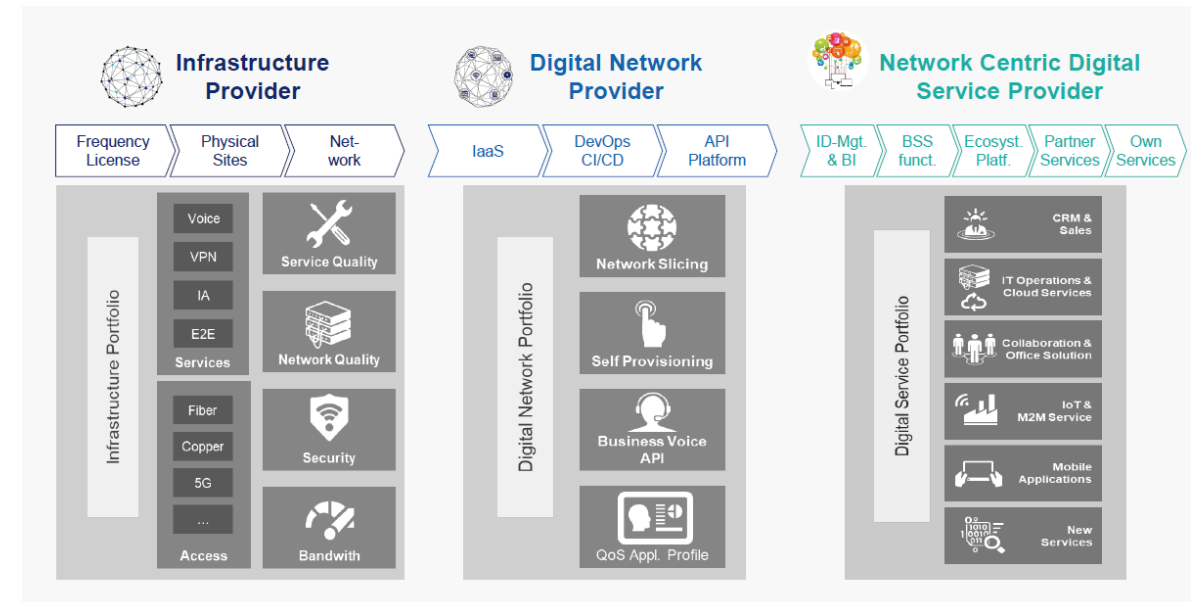 Infrastructure
Provider
Frequency
License
Physical
Sites
Net-
work
Infrastructure Portfolio
Voice
VPN
IA
E2E
Services
Fiber
Copper
5G
...
Access
Service Quality
Network Quality
Security
Bandwith
Digital Network
Provider
IaaS
DevOps
CI/CD
API
Platform
Digital Network Portfolio
Network Slicing
Self Provisioning
Business Voice
API
QoS Appl. Profile
Network Centric Digital
Service Provider
ID-Mgt.
& BI
BSS
funct.
Ecosyst.
Platf.
Partner
Services
Own
Services
Digital Service Portfolio
CRM &
Sales
IT Operations &
Cloud Services
Collaboration &
Office Solution
IoT &
M2M Service
Mobile
Applications
New
Services